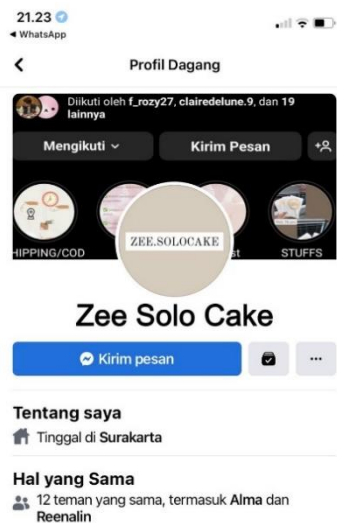 21.23
WhatsApp
Profil Dagang
Diikuti oleh f_rozy27, clairedelune.9, dan 19
lainnya
Mengikuti
Kirim Pesan
HIPPING/COD
st
STUFFS
ZEE.SOLOCAKE
Zee Solo Cake
Kirim pesan
Tentang saya
Tinggal di Surakarta
Hal yang Sama
12 teman yang sama, termasuk Alma dan
Reenalin